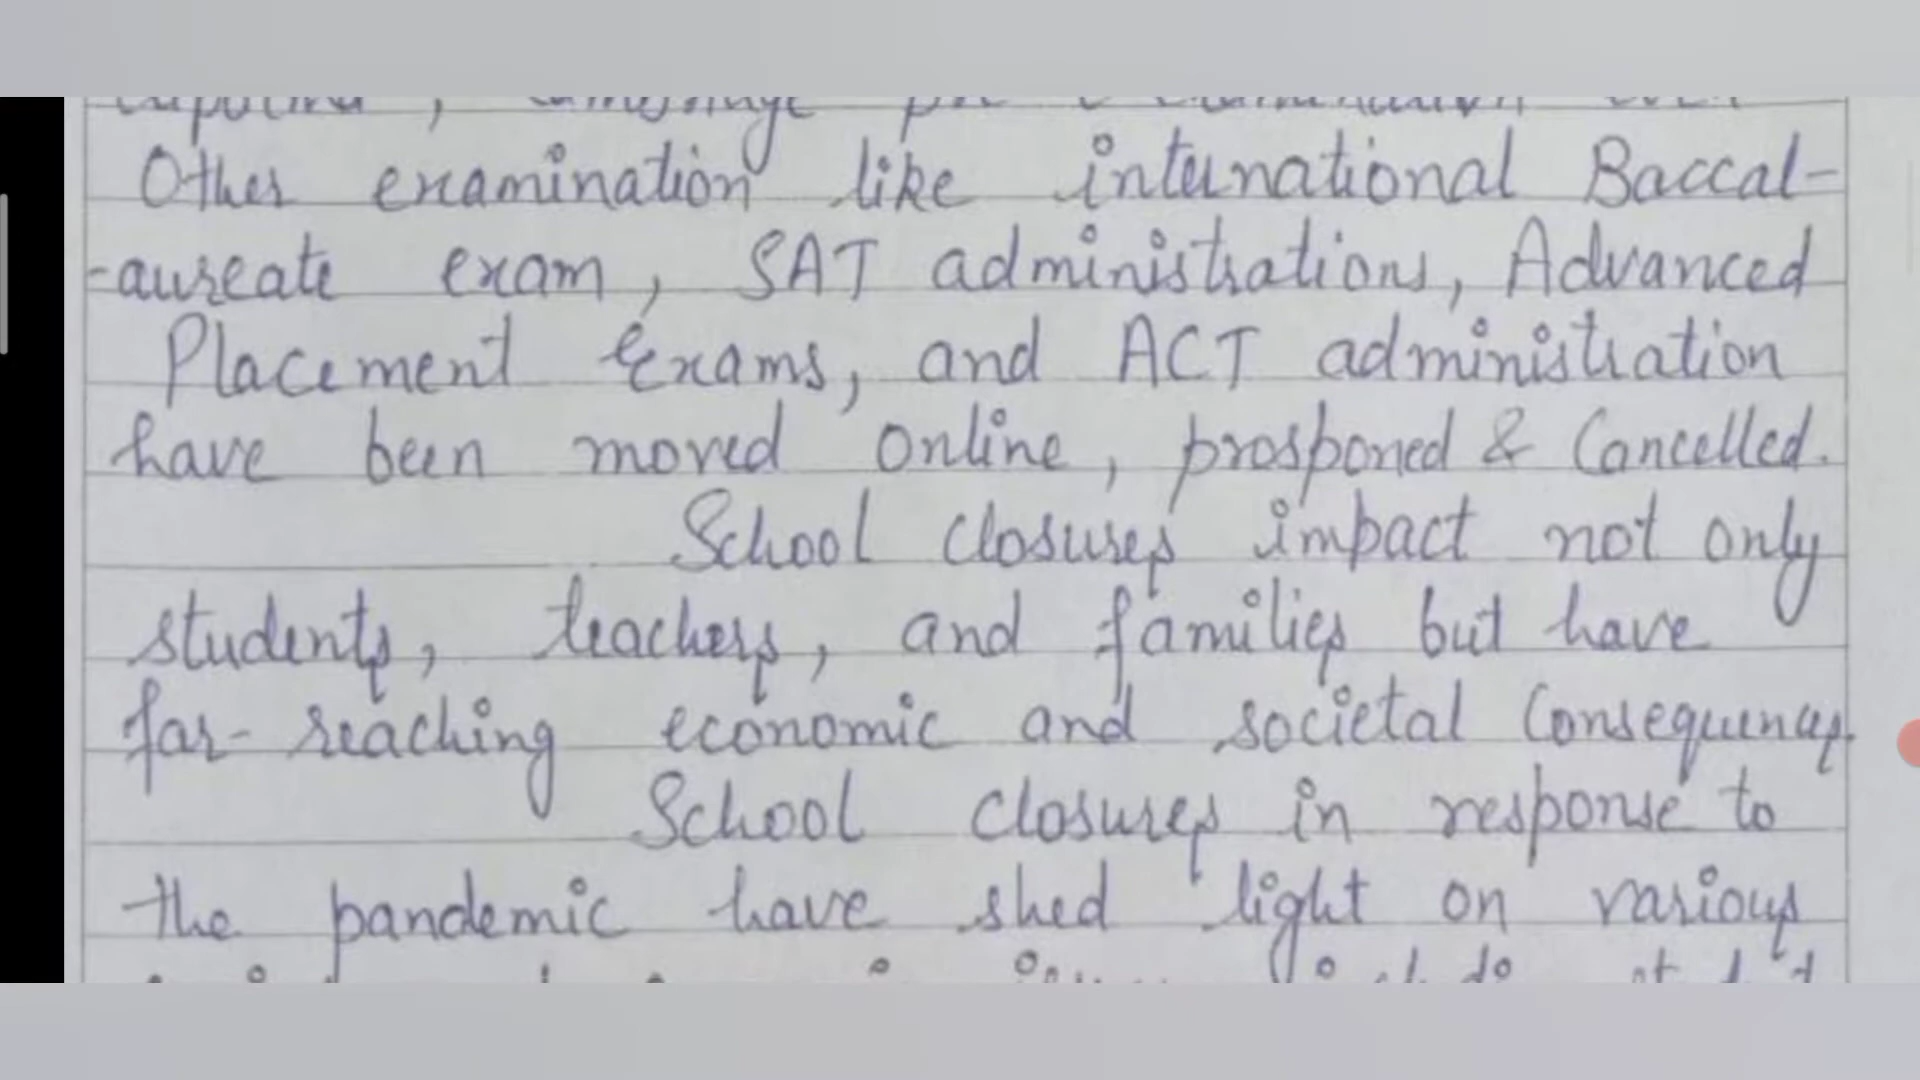 Other examination like international Baccal-
-aureate exam, SAT administrations, Advanced
Placement Exams, and ACT administration
have been moved online, prosponed & Cancelled.
School closures impact not only
students, teachers, and families but have
far-reaching economic and societal Consequences.
School closures in response to
the pandemic have shed light on various